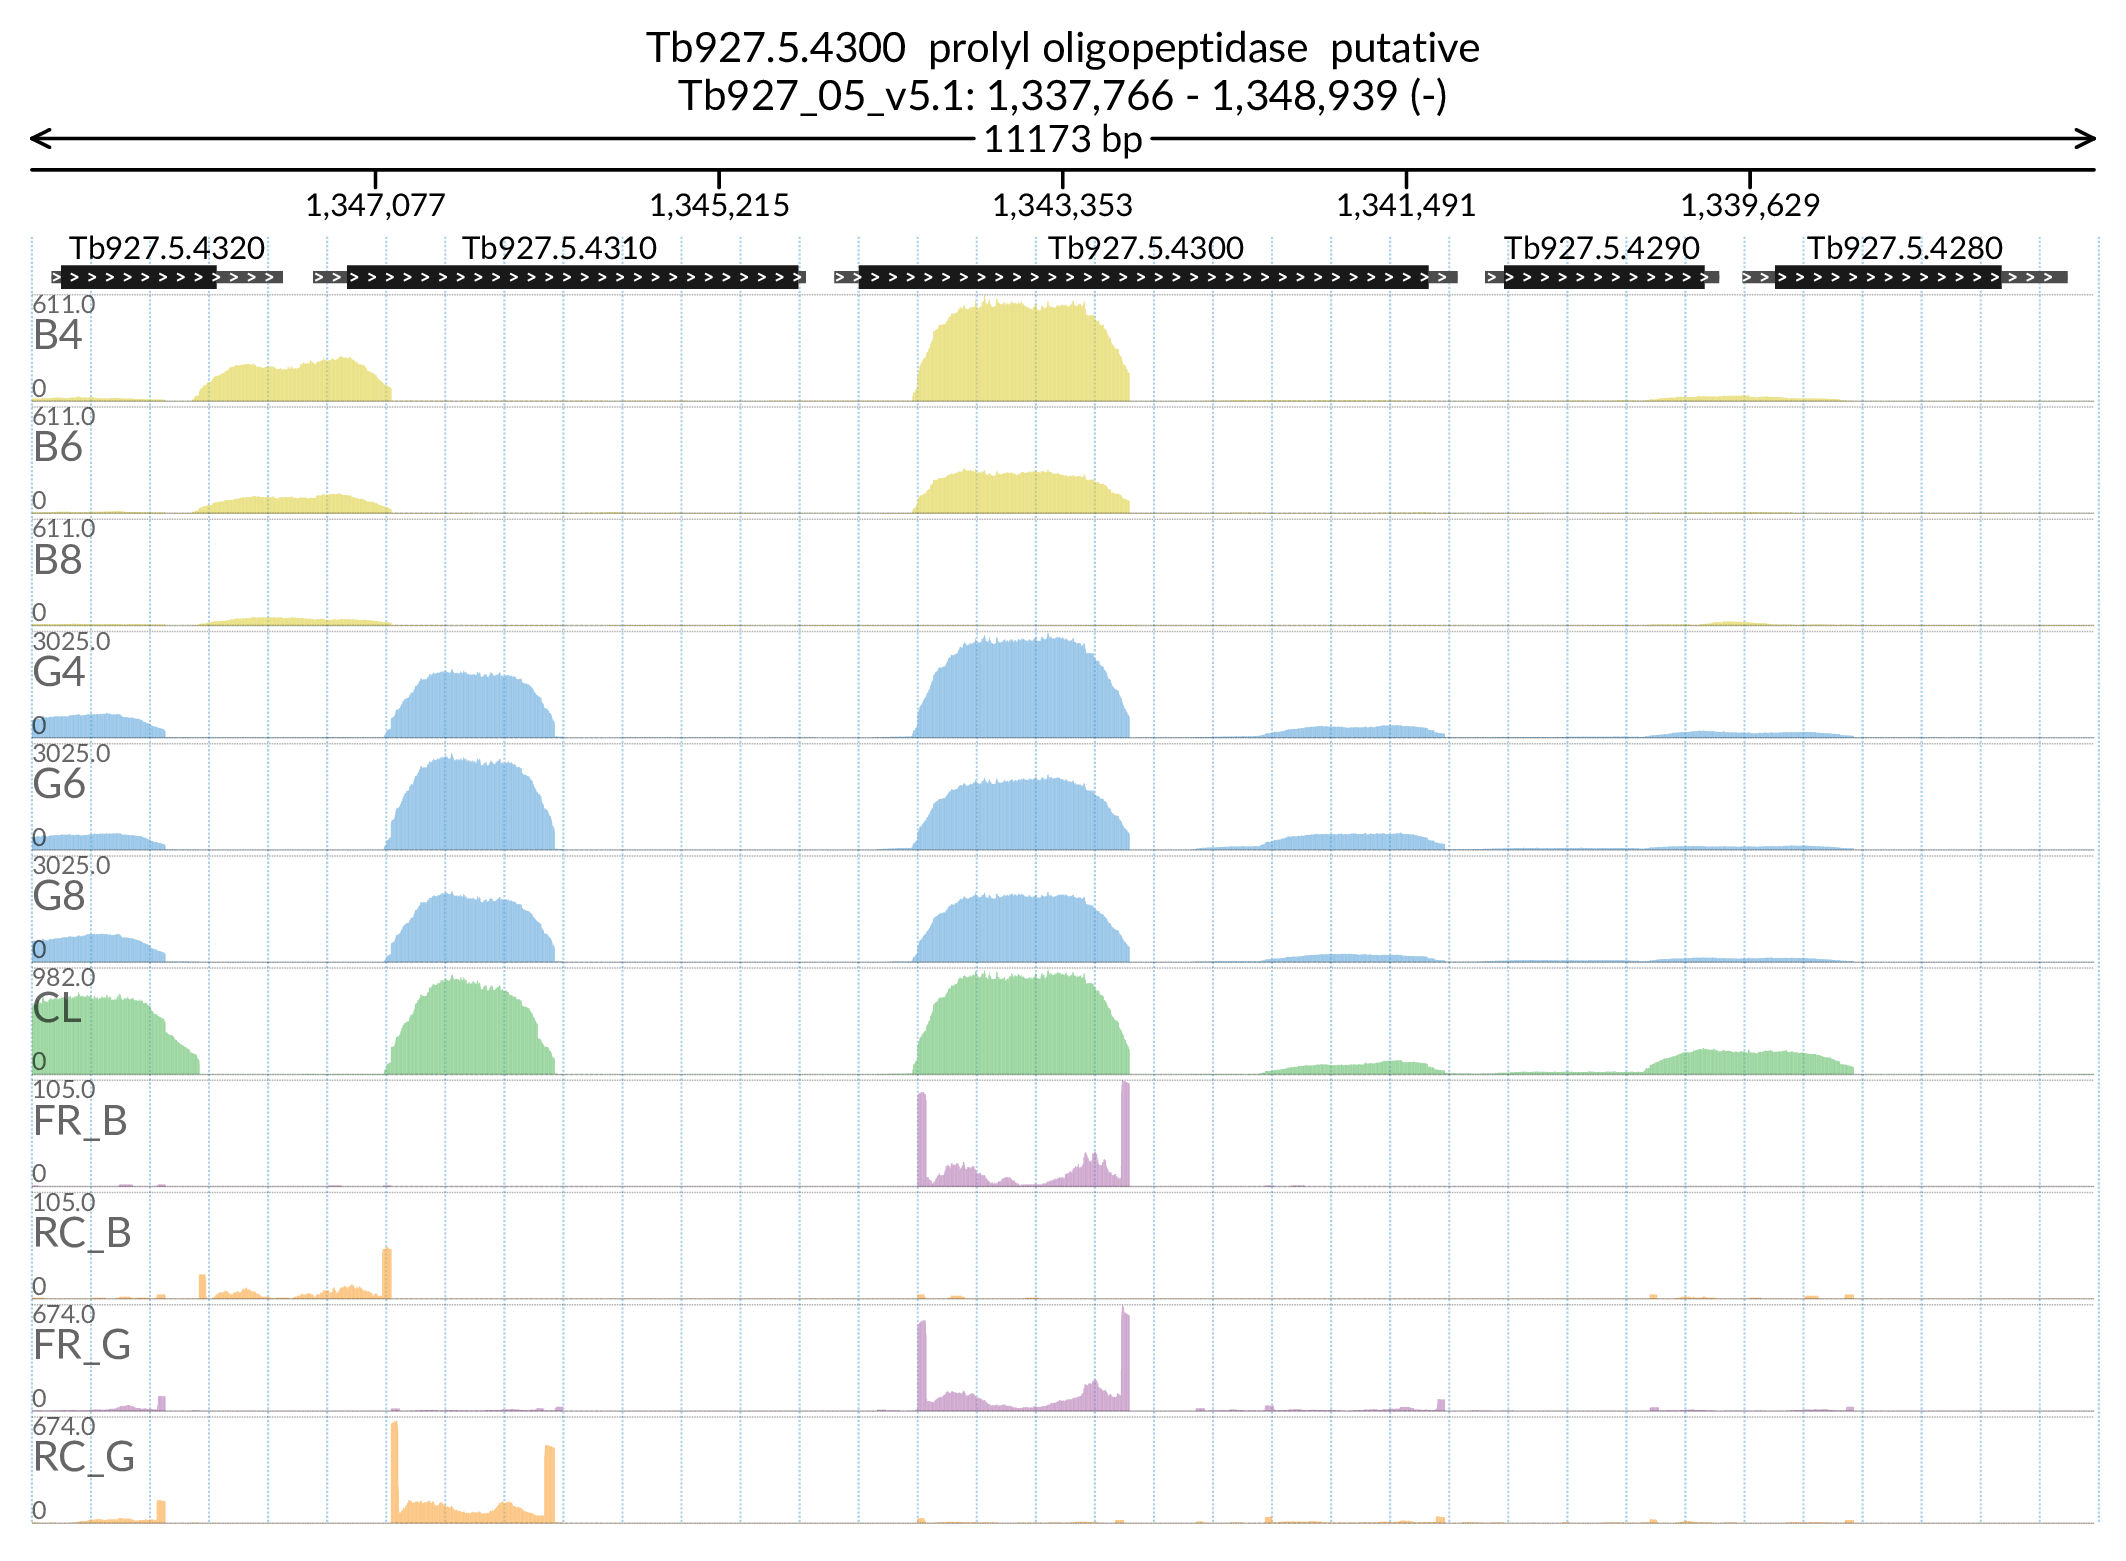 Tb927.5.4300 prolyl oligopeptidase putative
Tb927_05_v5.1: 1,337,766 - 1,348,939 (-)
11173 bp
1,347,077 1,345,215 1,343,353 1,341,491 1,339,629
Tb927.5.4320 Tb927.5.4310 Tb927.5.4300 Tb927.5.4290 Tb927.5.4280
611.0
B4
0
611.0
B6
0
611.0
B8
0
3025.0
G4
0
3025.0
G6
0
3025.0
G8
0
982.0
CL
0
105.0
FR_B
0
105.0
RC_B
0
674.0
FR_G
0
674.0
RC_G
0